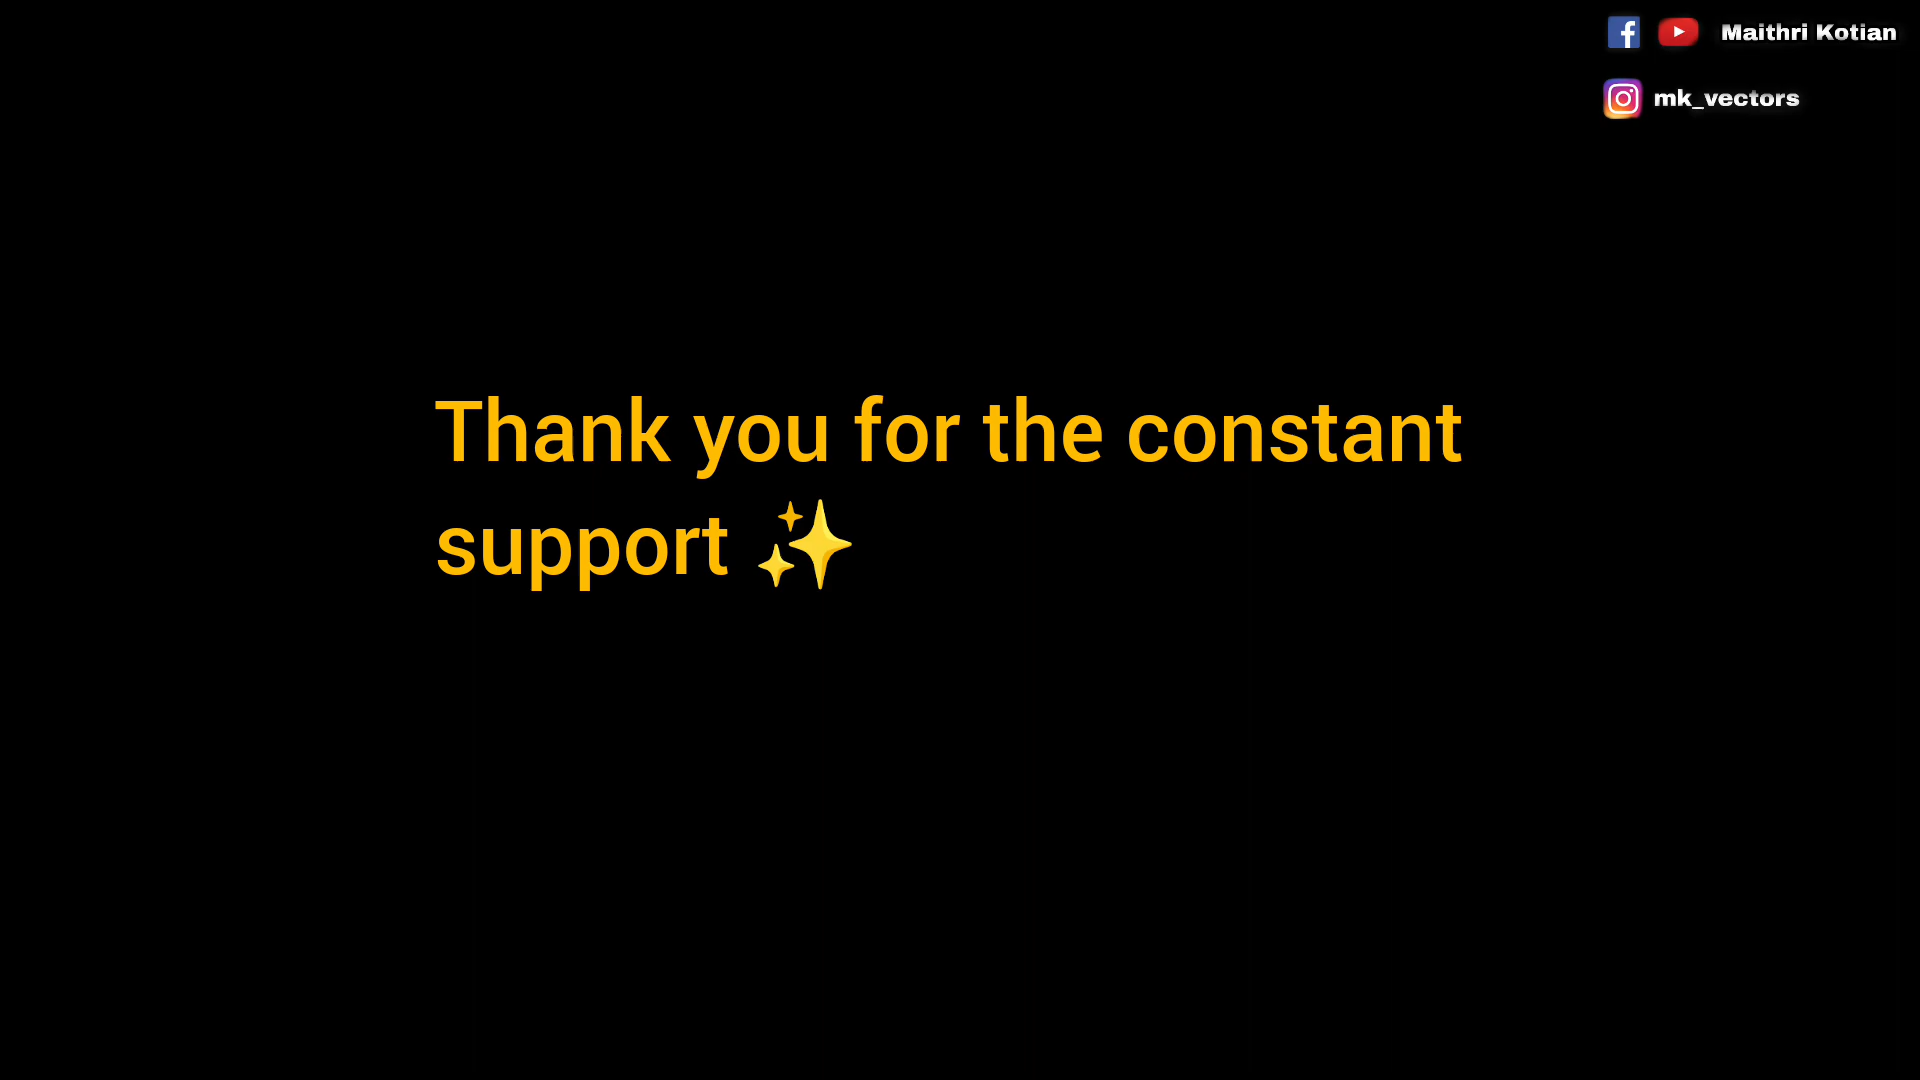 Maithri Kotian
mk_vectors
Thank you for the constant
support ✨